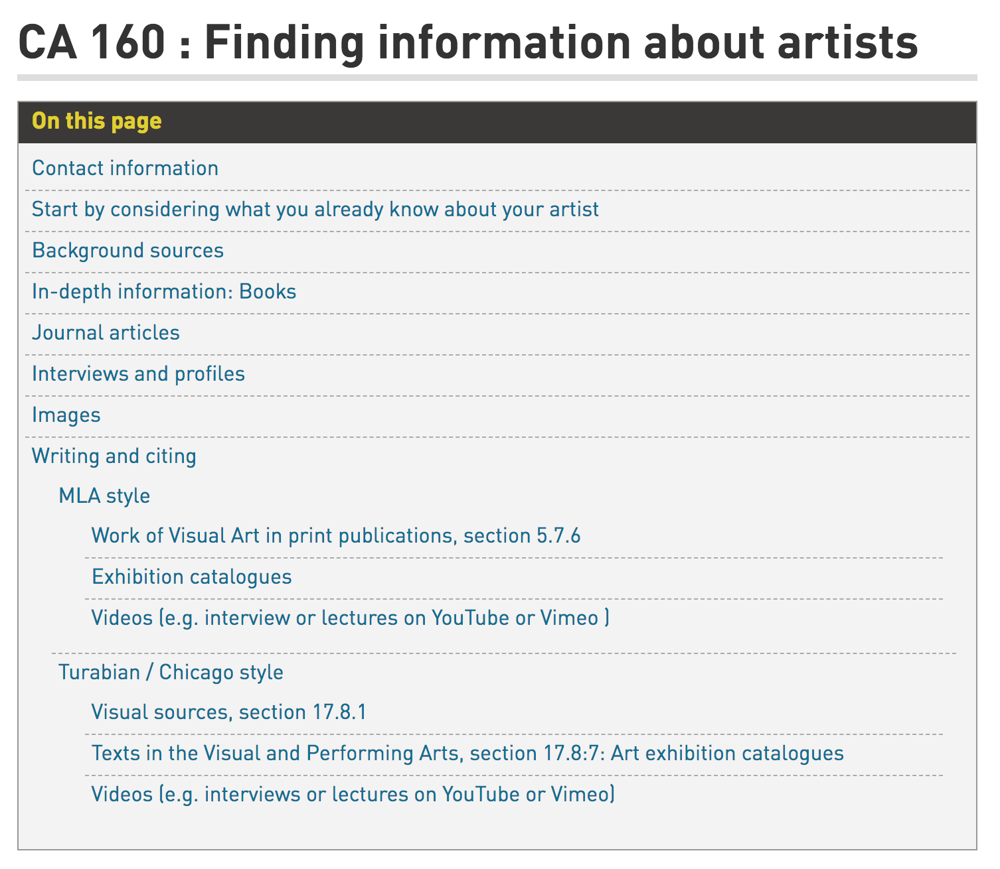 CA 160 : Finding information about artists
On this page
Contact information
Start by considering what you already know about your artist
Background sources
In-depth information: Books
Journal articles
Interviews and profiles
Images
Writing and citing
MLA style
Work of Visual Art in print publications, section 5.7.6
Exhibition catalogues
Videos (e.g. interview or lectures on YouTube or Vimeo )
Turabian / Chicago style
Visual sources, section 17.8.1
Texts in the Visual and Performing Arts, section 17.8:7: Art exhibition catalogues
Videos (e.g. interviews or lectures on YouTube or Vimeo)